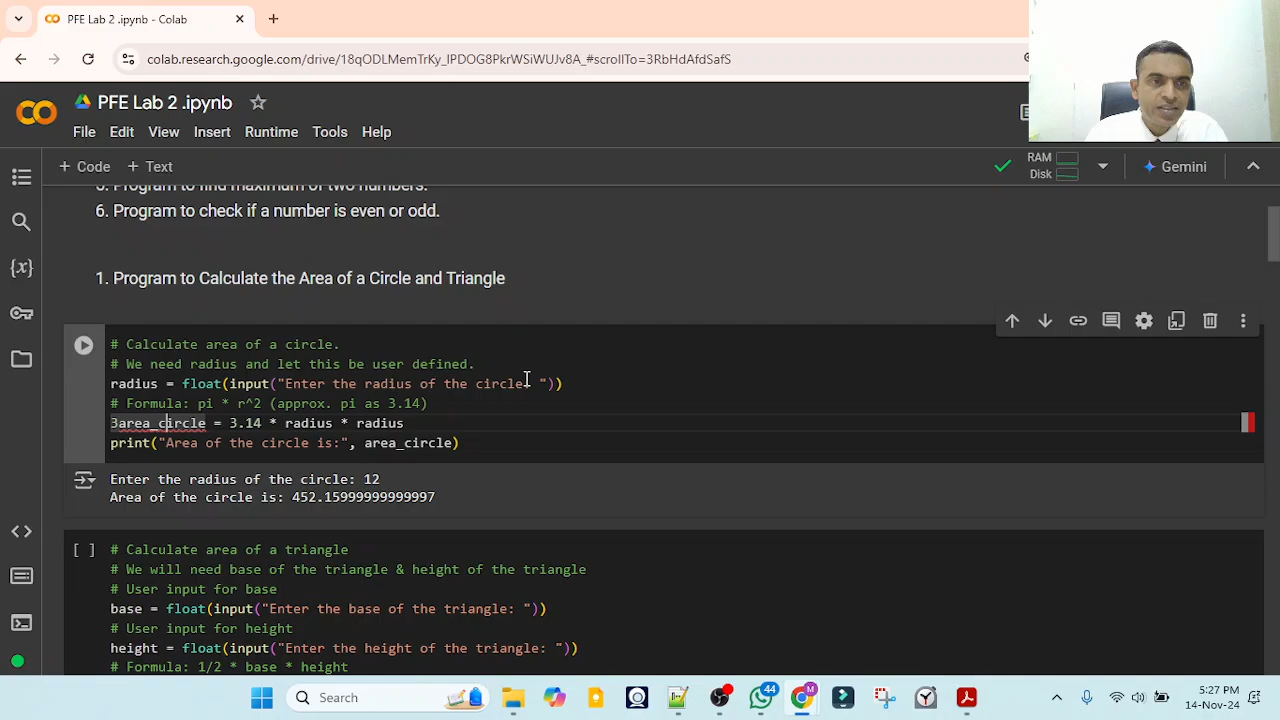 PFE Lab 2 .ipynb - Colab
colab.research.google.com/drive/18qODLMemTrKy_IPDOG8PkrWSiWUJv8A_#scrollTo=3RbHdAfdSafS
PFE Lab 2 .ipynb
File Edit View Insert Runtime Tools Help
+ Code + Text
RAM
Disk
Gemini
5. Program to find maximum of two numbers.
6. Program to check if a number is even or odd.
1. Program to Calculate the Area of a Circle and Triangle
# Calculate area of a circle.
# We need radius and let this be user defined.
radius = float(input("Enter the radius of the circle: "))
# Formula: pi * r^2 (approx. pi as 3.14)
3area_circle = 3.14 * radius * radius
print("Area of the circle is:", area_circle)
Enter the radius of the circle: 12
Area of the circle is: 452.15999999999997
[ ] # Calculate area of a triangle
# We will need base of the triangle & height of the triangle
# User input for base
base = float(input("Enter the base of the triangle: "))
# User input for height
height = float(input("Enter the height of the triangle: "))
# Formula: 1/2 * base * height
Search
44
M
5:27 PM
14-Nov-24